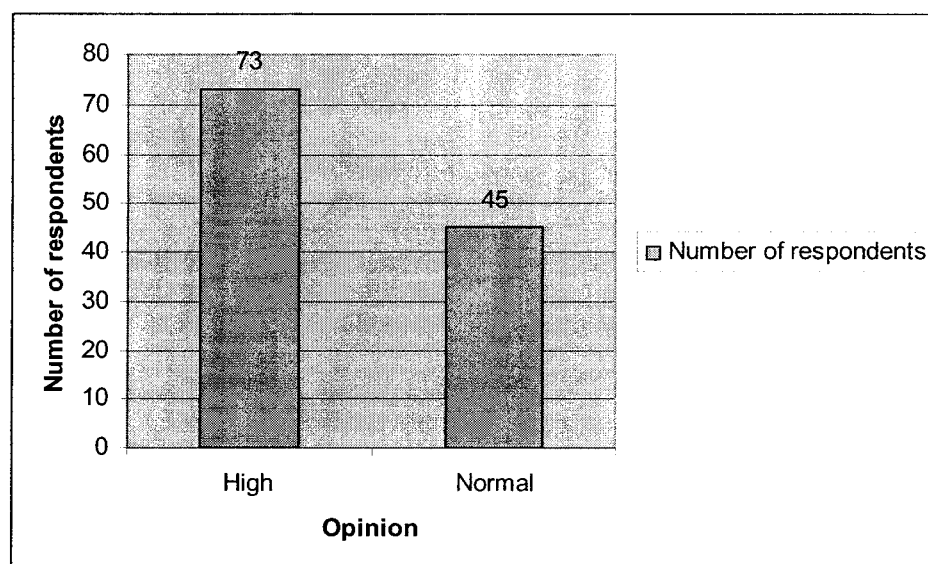 Number of respondents
80
70
60
50
40
30
20
10
0
73
45
High
Normal
Opinion
Number of respondents